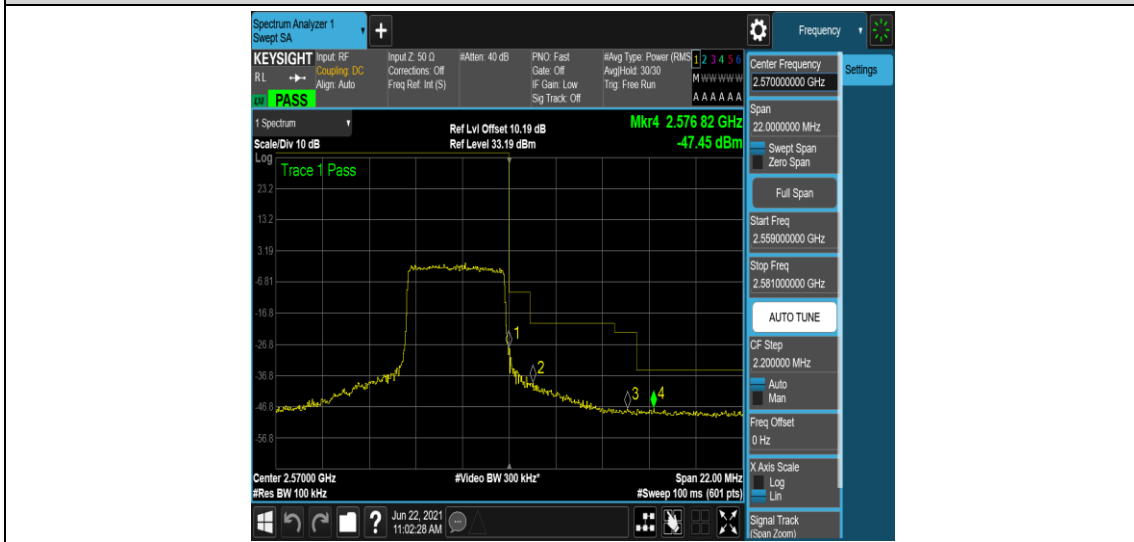 Spectrum Analyzer 1
Swept SA
Frequency
KEYSIGHT
Input: RF
Coupling: DC
Align: Auto
R L
PASS
Input Z: 50 Ω
Corrections: Off
Freq Ref: Int (S)
#Atten: 40 dB
PNO: Fast
Gate: Off
IF Gain: Low
Sig Track: Off
#Avg Type: Power (RMS
Avg|Hold: 30/30
Trig: Free Run
1 2 3 4 5 6
M W W W W W
A A A A A A
Center Frequency
2.570000000 GHz
Settings
1 Spectrum
Scale/Div 10 dB
Ref Lvl Offset 10.19 dB
Ref Level 33.19 dBm
Mkr4 2.576 82 GHz
-47.45 dBm
Span
22.0000000 MHz
Swept Span
Zero Span
Full Span
Start Freq
2.559000000 GHz
Stop Freq
2.581000000 GHz
AUTO TUNE
CF Step
2.200000 MHz
Auto
Man
Freq Offset
0 Hz
X Axis Scale
Log
Lin
Signal Track
(Span Zoom)
Log
Trace 1 Pass
23.2
13.2
3.19
-6.81
-16.8
-26.8
-36.8
-46.8
-56.8
1
2
3
4
Center 2.57000 GHz
#Res BW 100 kHz
#Video BW 300 kHz*
Span 22.00 MHz
#Sweep 100 ms (601 pts)
Jun 22, 2021
11:02:28 AM